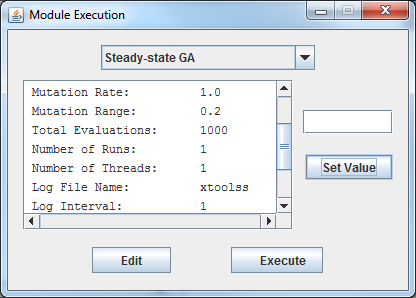 Module Execution
Steady-state GA
Mutation Rate: 1.0
Mutation Range: 0.2
Total Evaluations: 1000
Number of Runs: 1
Number of Threads: 1
Log File Name: xtoolss
Log Interval: 1
Set Value
Edit
Execute